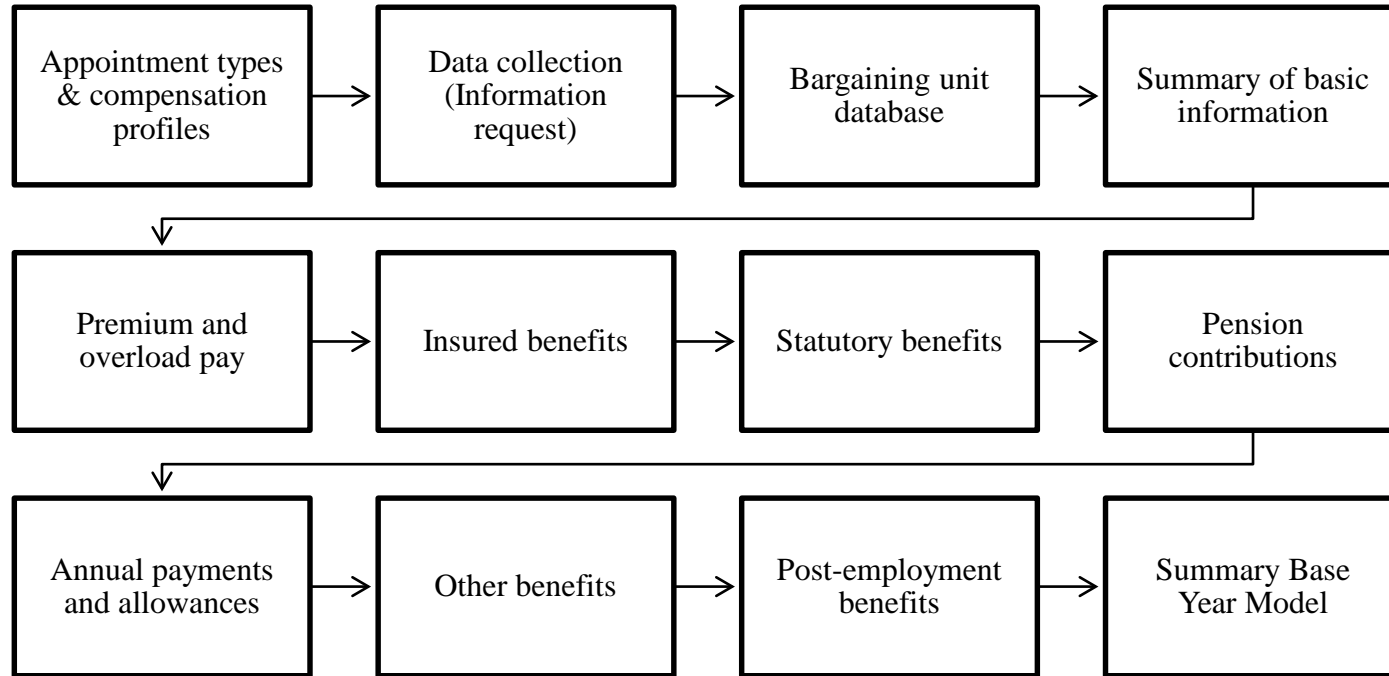 Appointment types
& compensation
profiles
Data collection
(Information
request)
Bargaining unit
database
Summary of basic
information
Premium and
overload pay
Insured benefits
Statutory benefits
Pension
contributions
Annual payments
and allowances
Other benefits
Post-employment
benefits
Summary Base
Year Model